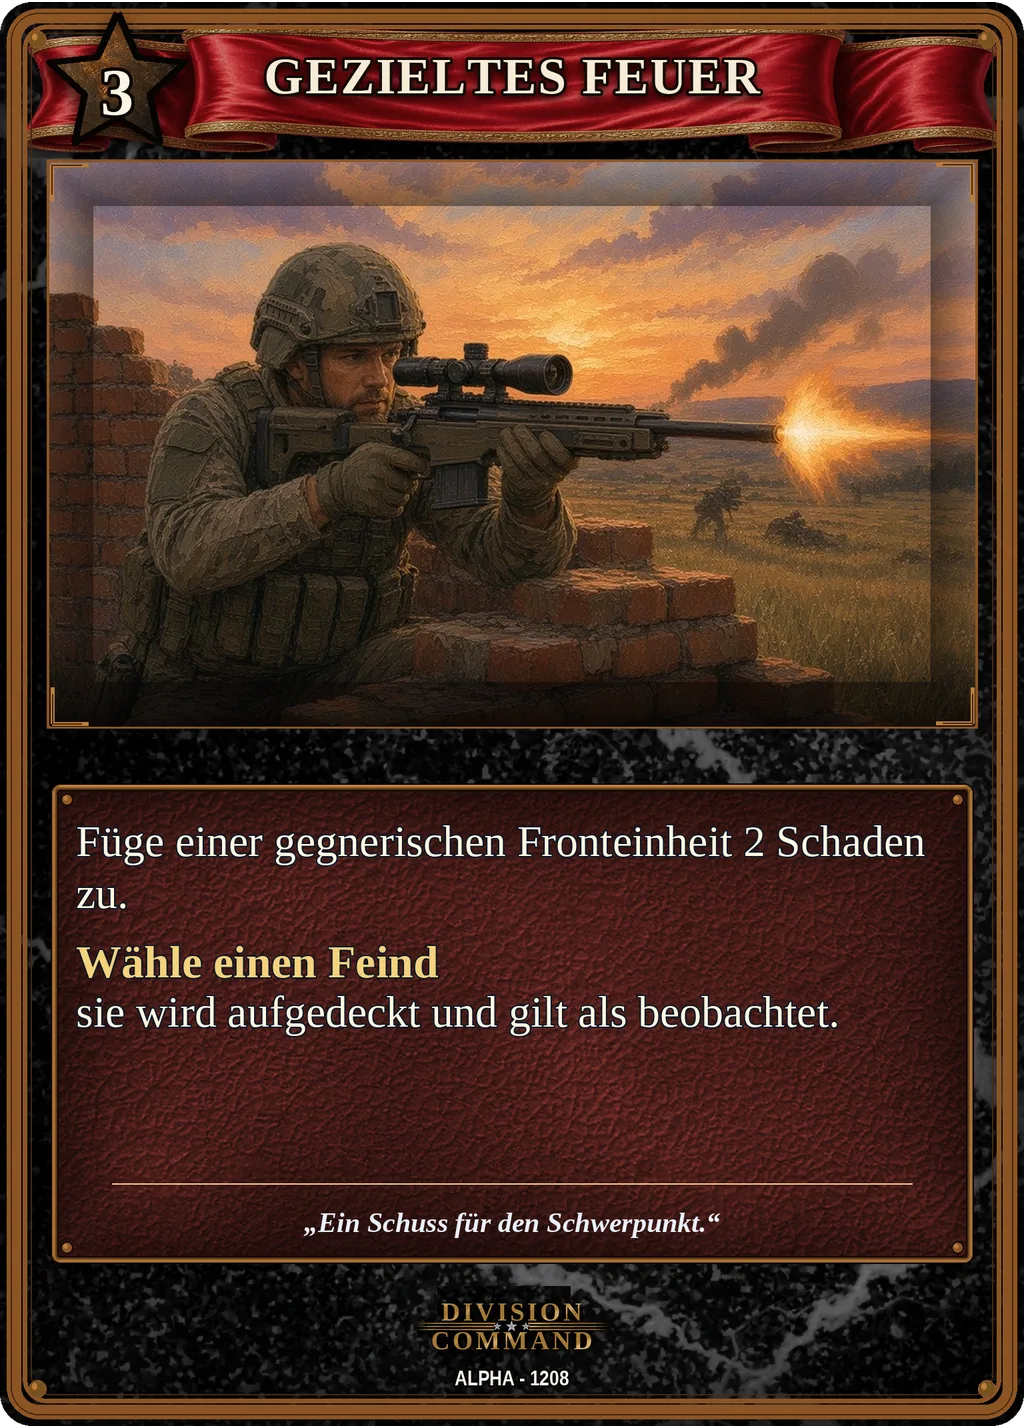 3
GEZIELTES FEUER
Füge einer gegnerischen Fronteinheit 2 Schaden
zu.
Wähle einen Feind
sie wird aufgedeckt und gilt als beobachtet.
„Ein Schuss für den Schwerpunkt.“
DIVISION
COMMAND
ALPHA - 1208